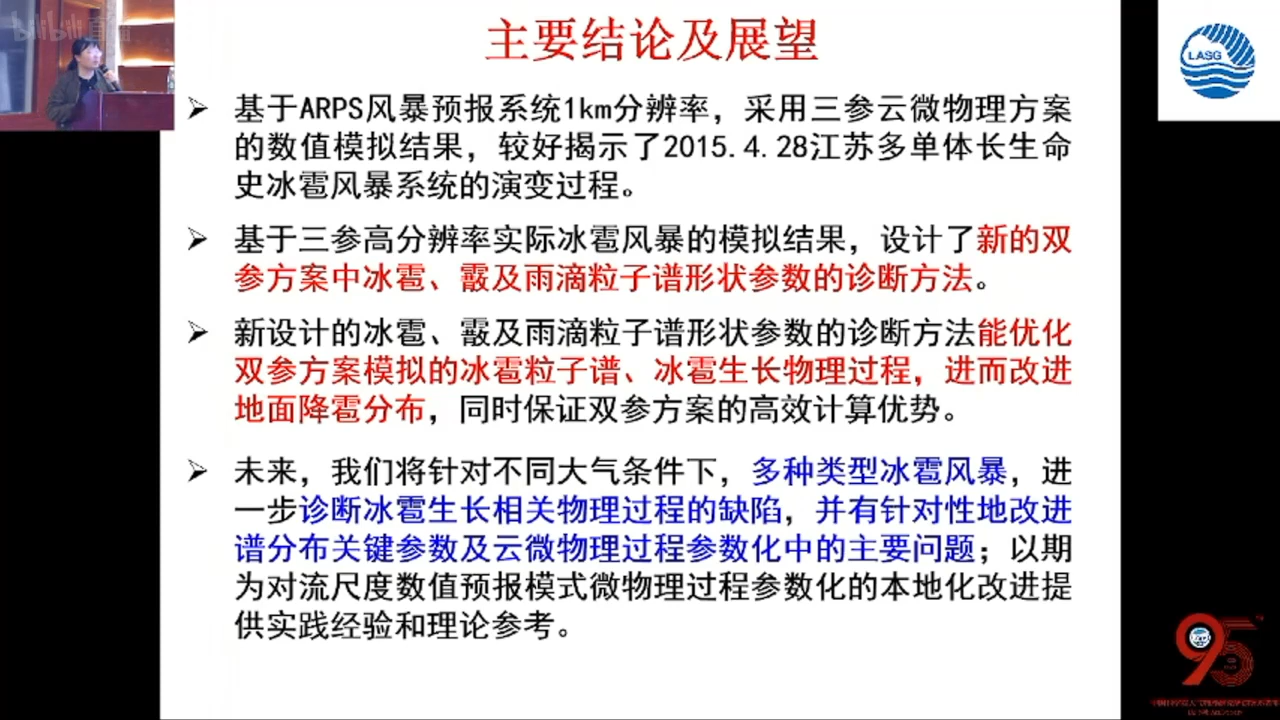 bilibili直播
主要结论及展望
LASG
➢ 基于ARPS风暴预报系统1km分辨率，采用三参云微物理方案
的数值模拟结果，较好揭示了2015.4.28江苏多单体长生命
史冰雹风暴系统的演变过程。
➢ 基于三参高分辨率实际冰雹风暴的模拟结果，设计了新的双
参方案中冰雹、霰及雨滴粒子谱形状参数的诊断方法。
➢ 新设计的冰雹、霰及雨滴粒子谱形状参数的诊断方法能优化
双参方案模拟的冰雹粒子谱、冰雹生长物理过程，进而改进
地面降雹分布，同时保证双参方案的高效计算优势。
➢ 未来，我们将针对不同大气条件下，多种类型冰雹风暴，进
一步诊断冰雹生长相关物理过程的缺陷，并有针对性地改进
谱分布关键参数及云微物理过程参数化中的主要问题；以期
为对流尺度数值预报模式微物理过程参数化的本地化改进提
供实践经验和理论参考。
95